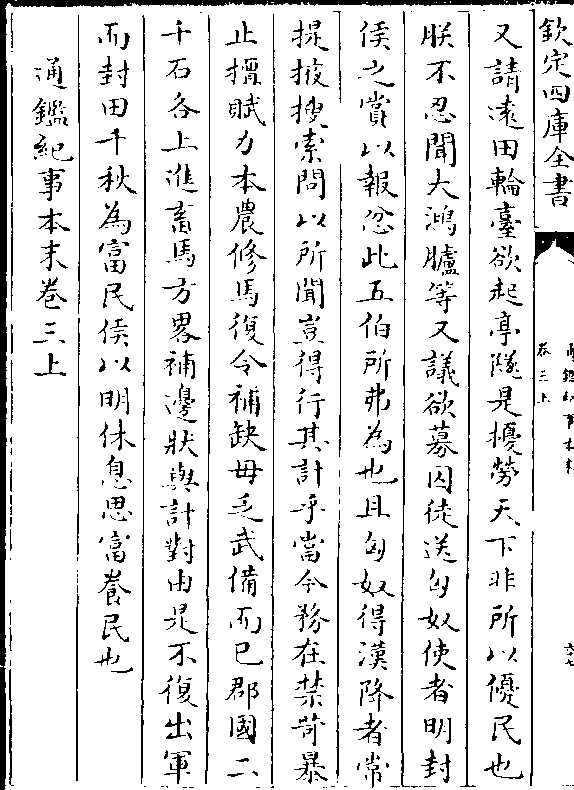 欽定四庫全書
通鑑紀事本末
卷三上
六七
又請遠田輪臺欲起亭隧是擾勞天下非所以優民也
朕不忍聞大鴻臚等又議欲募囚徒送匈奴使者明封
侯之賞以報忿此五伯所弗為也且匈奴得漢降者常
提掖搜索問以所聞豈得行其計乎當今務在禁苛暴
止擅賦力本農修馬復令補缺毋乏武備而已郡國二
千石各上進畜馬方畧補邊狀與計對由是不復出軍
而封田千秋為富民侯以明休息思富養民也
通鑑紀事本末卷三上